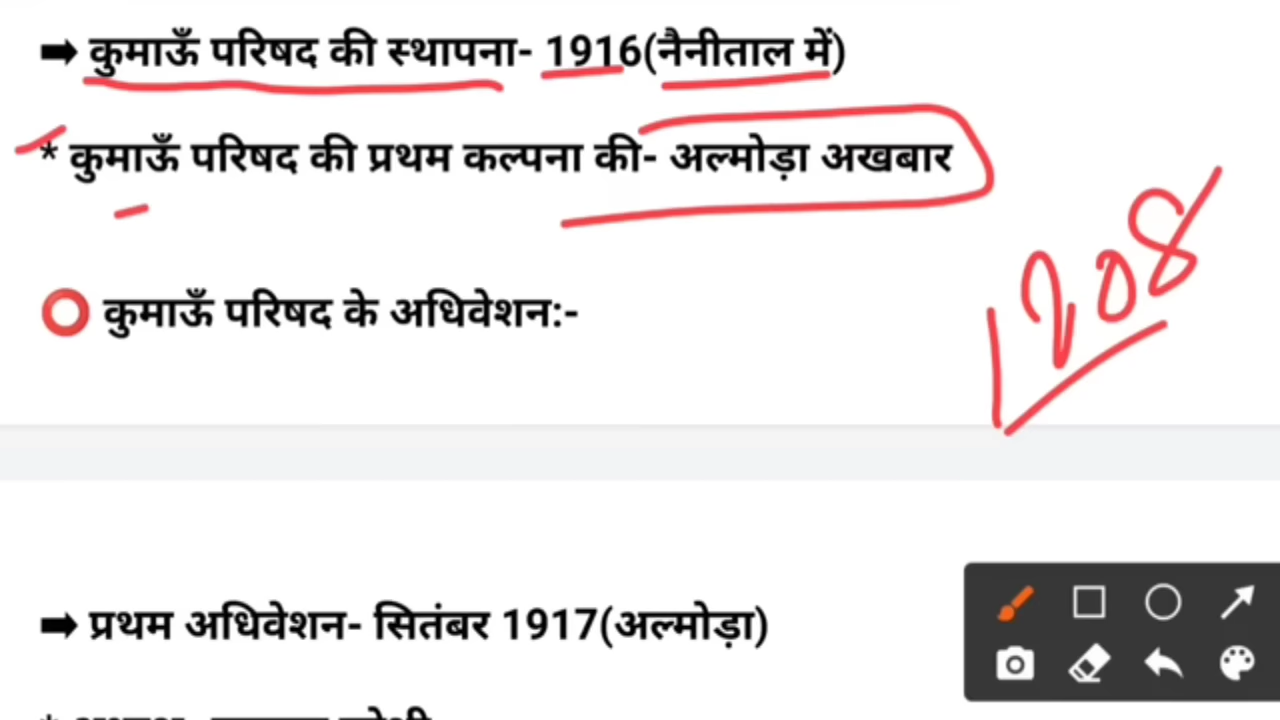 ➡ कुमाऊँ परिषद की स्थापना- 1916(नैनीताल में)
* कुमाऊँ परिषद की प्रथम कल्पना की- अल्मोड़ा अखबार
1208
⭕ कुमाऊँ परिषद के अधिवेशन:-
➡ प्रथम अधिवेशन- सितंबर 1917(अल्मोड़ा)